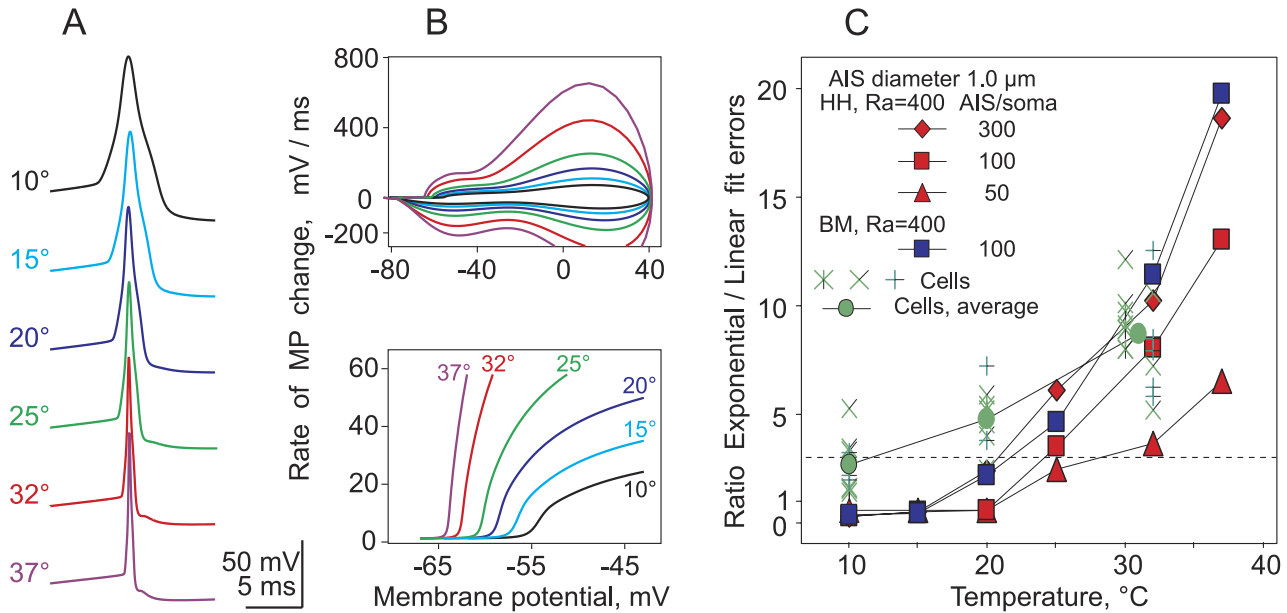 A
B
C
10°
15°
20°
25°
32°
37°
50 mV
5 ms
Rate of MP change, mV / ms
800
400
0
-200
-80
-40
0
40
60
40
20
0
37°
32°
25°
20°
15°
10°
-65
-55
-45
Membrane potential, mV
Ratio Exponential / Linear fit errors
20
15
10
5
1
0
AIS diameter 1.0 µm
HH, Ra=400 AIS/soma
300
100
50
BM, Ra=400
100
Cells
Cells, average
10
20
30
40
Temperature, °C